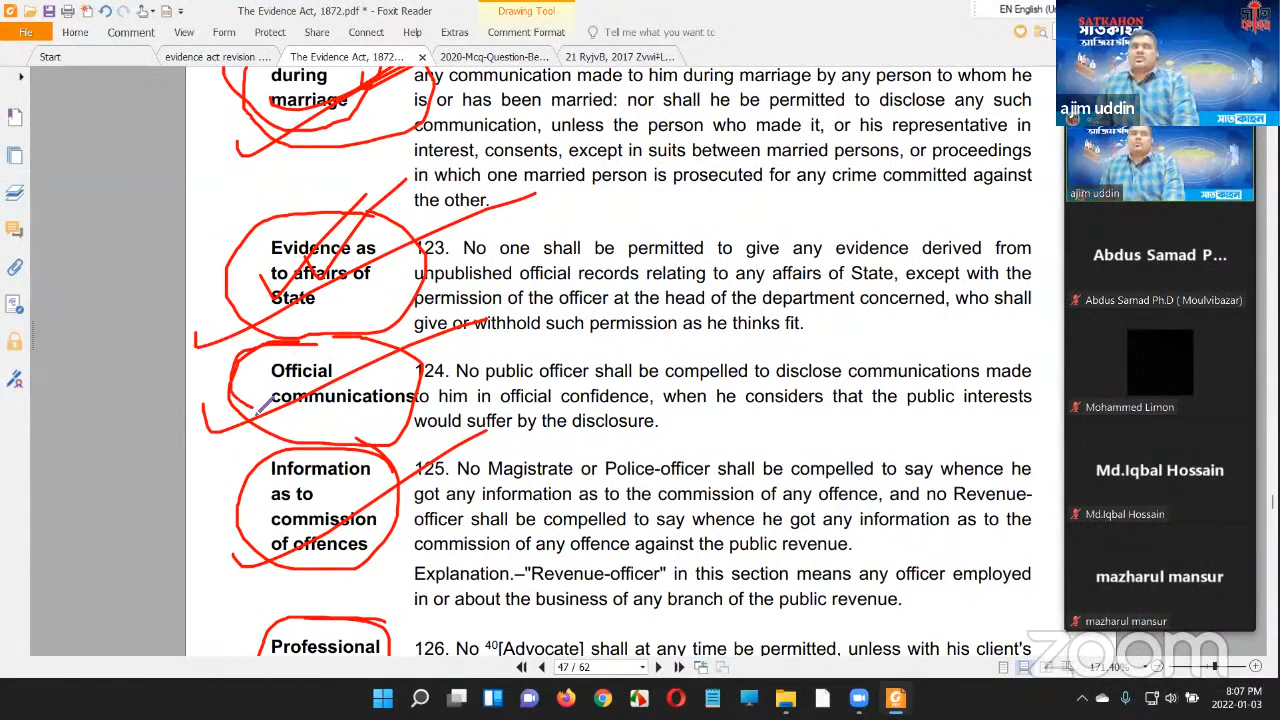 The Evidence Act, 1872.pdf * - Foxit Reader
Drawing Tool
EN English (Un
File Home Comment View Form Protect Share Connect Help Extras Comment Format Tell me what you want...
Start evidence act revision .... The Evidence Act, 1872... 2020-Mcq-Question-Be... 21 RyjvB, 2017 Zvwi+L...
during
marriage
any communication made to him during marriage by any person to whom he
is or has been married: nor shall he be permitted to disclose any such
communication, unless the person who made it, or his representative in
interest, consents, except in suits between married persons, or proceedings
in which one married person is prosecuted for any crime committed against
the other.
Evidence as
to affairs of
State
123. No one shall be permitted to give any evidence derived from
unpublished official records relating to any affairs of State, except with the
permission of the officer at the head of the department concerned, who shall
give or withhold such permission as he thinks fit.
Official
communications
124. No public officer shall be compelled to disclose communications made
to him in official confidence, when he considers that the public interests
would suffer by the disclosure.
Information
as to
commission
of offences
125. No Magistrate or Police-officer shall be compelled to say whence he
got any information as to the commission of any offence, and no Revenue-
officer shall be compelled to say whence he got any information as to the
commission of any offence against the public revenue.
Explanation.–"Revenue-officer" in this section means any officer employed
in or about the business of any branch of the public revenue.
Professional
126. No 40[Advocate] shall at any time be permitted, unless with his client's
SATKAHON
সাতকাহন
ajim uddin
সাতকাহন
ajim uddin
সাতকাহন
Abdus Samad P...
Abdus Samad Ph.D ( Moulvibazar)
Mohammed Limon
Md.Iqbal Hossain
Md.Iqbal Hossain
mazharul mansur
mazharul mansur
zoom
47 / 62
171.40%
8:07 PM
2022-01-03